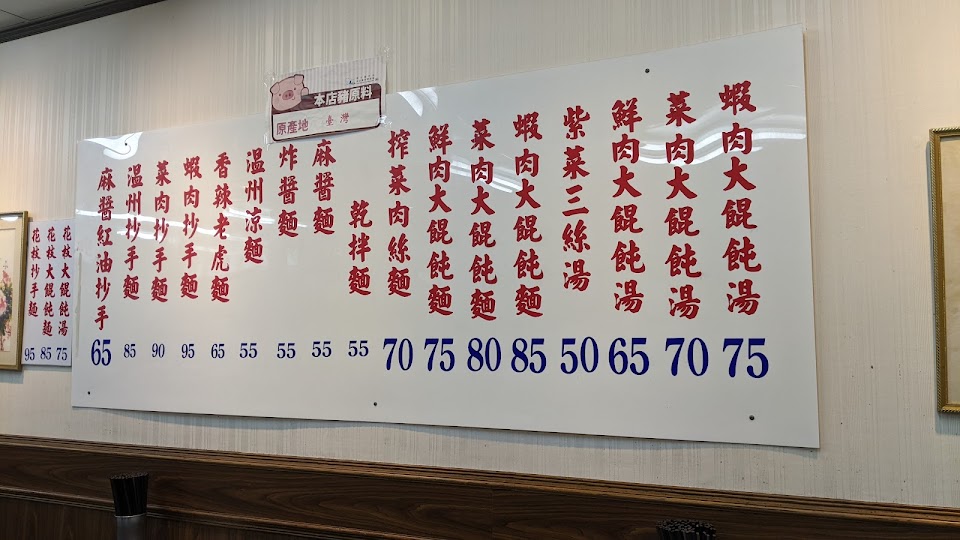 本店豬原料
原產地 臺灣
蝦肉大餛飩湯 75
菜肉大餛飩湯 70
鮮肉大餛飩湯 65
紫菜三絲湯 50
蝦肉大餛飩麵 85
菜肉大餛飩麵 80
鮮肉大餛飩麵 75
搾菜肉絲麵 70
乾拌麵 55
麻醬麵 55
炸醬麵 55
溫州涼麵 55
香辣老虎麵 65
蝦肉抄手麵 95
菜肉抄手麵 90
溫州抄手麵 85
麻醬紅油抄手 65
花枝大餛飩湯 75
花枝大餛飩麵 85
花枝抄手麵 95